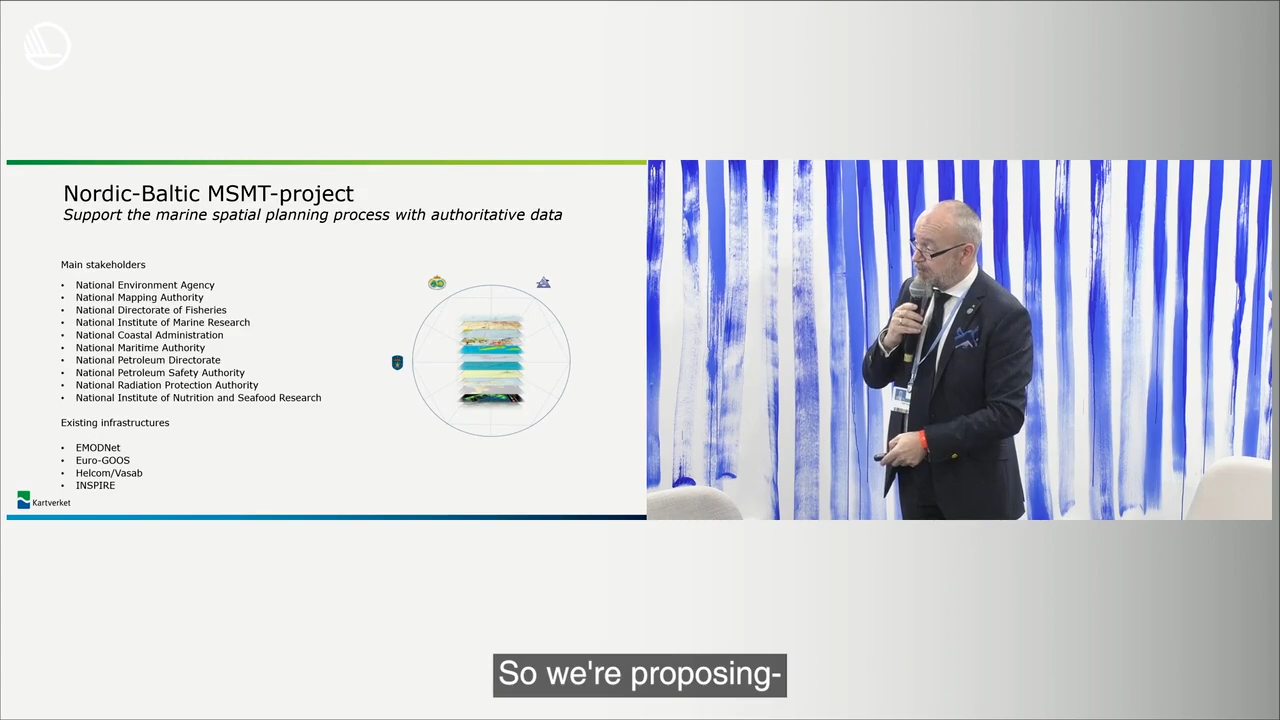 Nordic-Baltic MSMT-project
Support the marine spatial planning process with authoritative data
Main stakeholders
• National Environment Agency
• National Mapping Authority
• National Directorate of Fisheries
• National Institute of Marine Research
• National Coastal Administration
• National Maritime Authority
• National Petroleum Directorate
• National Petroleum Safety Authority
• National Radiation Protection Authority
• National Institute of Nutrition and Seafood Research
Existing infrastructures
• EMODNet
• Euro-GOOS
• Helcom/Vasab
• INSPIRE
Kartverket
So we're proposing-